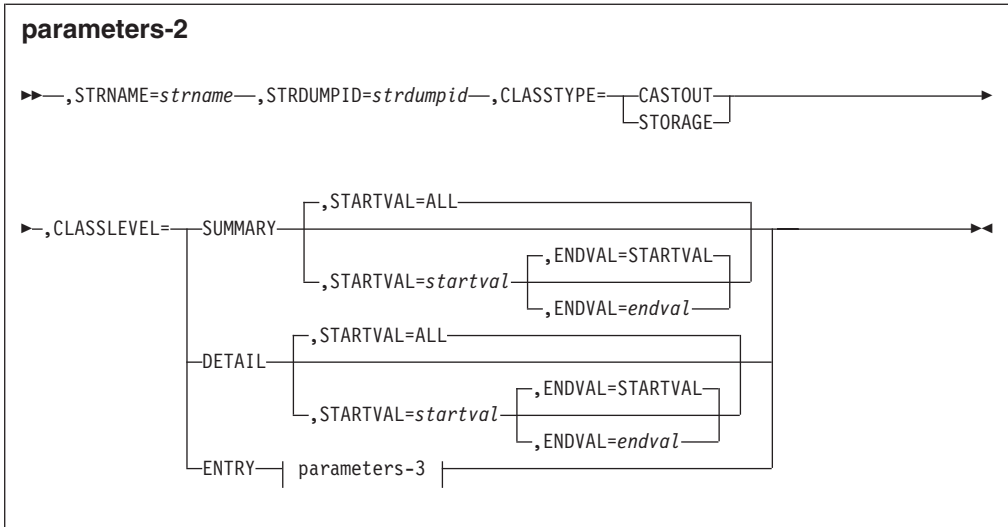 parameters-2
,STRNAME=strname ,STRDUMPID=strdumpid ,CLASSTYPE= CASTOUT
STORAGE
,STARTVAL=ALL
,CLASSLEVEL= SUMMARY
,ENDVAL=STARTVAL
,STARTVAL=startval
,ENDVAL=endval
,STARTVAL=ALL
DETAIL
,ENDVAL=STARTVAL
,STARTVAL=startval
,ENDVAL=endval
ENTRY parameters-3